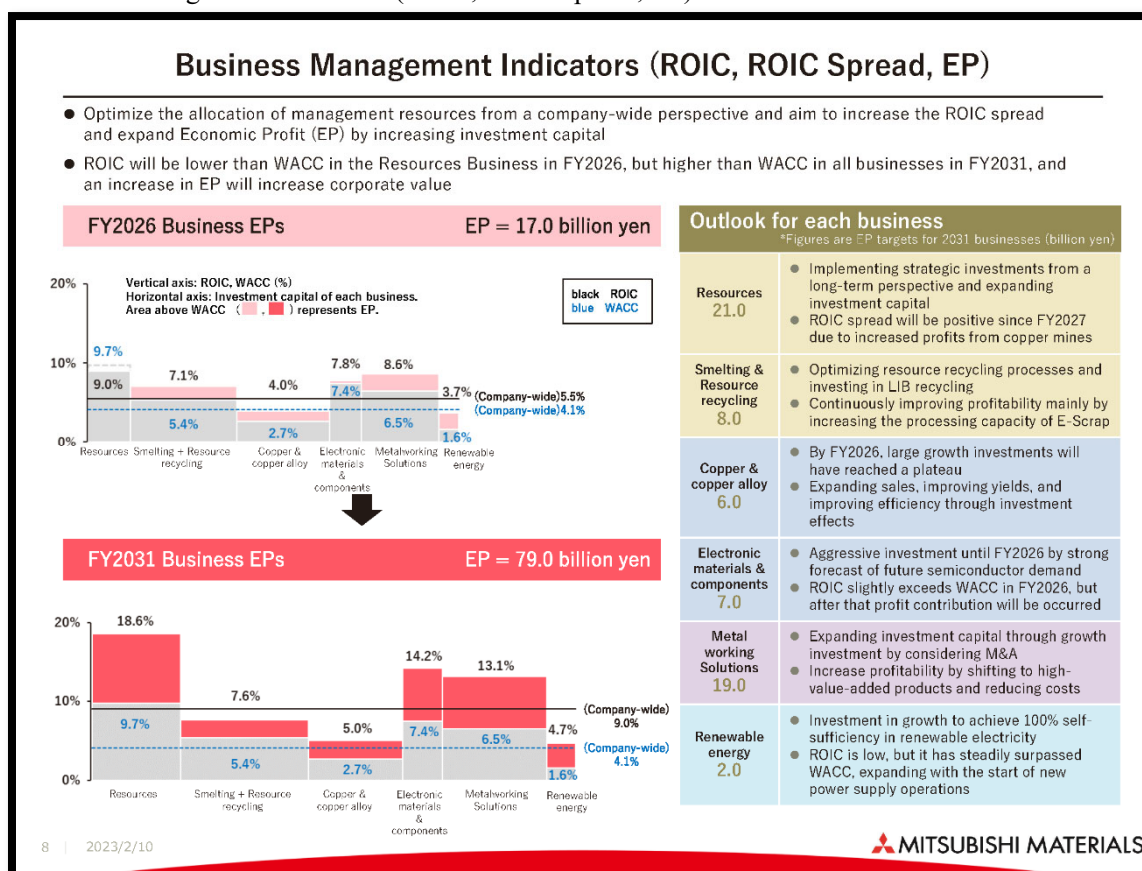 Business Management Indicators (ROIC, ROIC Spread, EP)
● Optimize the allocation of management resources from a company-wide perspective and aim to increase the ROIC spread
and expand Economic Profit (EP) by increasing investment capital
● ROIC will be lower than WACC in the Resources Business in FY2026, but higher than WACC in all businesses in FY2031, and
an increase in EP will increase corporate value
FY2026 Business EPs EP = 17.0 billion yen
Vertical axis: ROIC, WACC (%)
Horizontal axis: Investment capital of each business.
Area above WACC ( , ) represents EP.
black ROIC
blue WACC
20%
10%
0%
9.7%
9.0%
7.1%
5.4%
4.0%
2.7%
7.8%
7.4%
8.6%
6.5%
3.7%
1.6%
(Company-wide)5.5%
(Company-wide)4.1%
Resources
Smelting + Resource
recycling
Copper &
copper alloy
Electronic
materials
&
components
Metalworking
Solutions
Renewable
energy
FY2031 Business EPs EP = 79.0 billion yen
20%
10%
0%
18.6%
9.7%
7.6%
5.4%
5.0%
2.7%
14.2%
7.4%
13.1%
6.5%
4.7%
1.6%
(Company-wide)
9.0%
(Company-wide)
4.1%
Resources
Smelting + Resource
recycling
Copper &
copper alloy
Electronic
materials
&
components
Metalworking
Solutions
Renewable
energy
Outlook for each business
*Figures are EP targets for 2031 businesses (billion yen)
Resources
21.0
● Implementing strategic investments from a
long-term perspective and expanding
investment capital
● ROIC spread will be positive since FY2027
due to increased profits from copper mines
Smelting &
Resource
recycling
8.0
● Optimizing resource recycling processes and
investing in LIB recycling
● Continuously improving profitability mainly by
increasing the processing capacity of E-Scrap
Copper &
copper alloy
6.0
● By FY2026, large growth investments will
have reached a plateau
● Expanding sales, improving yields, and
improving efficiency through investment
effects
Electronic
materials &
components
7.0
● Aggressive investment until FY2026 by strong
forecast of future semiconductor demand
● ROIC slightly exceeds WACC in FY2026, but
after that profit contribution will be occurred
Metal
working
Solutions
19.0
● Expanding investment capital through growth
investment by considering M&A
● Increase profitability by shifting to high-
value-added products and reducing costs
Renewable
energy
2.0
● Investment in growth to achieve 100% self-
sufficiency in renewable electricity
● ROIC is low, but it has steadily surpassed
WACC, expanding with the start of new
power supply operations
8 | 2023/2/10
MITSUBISHI MATERIALS